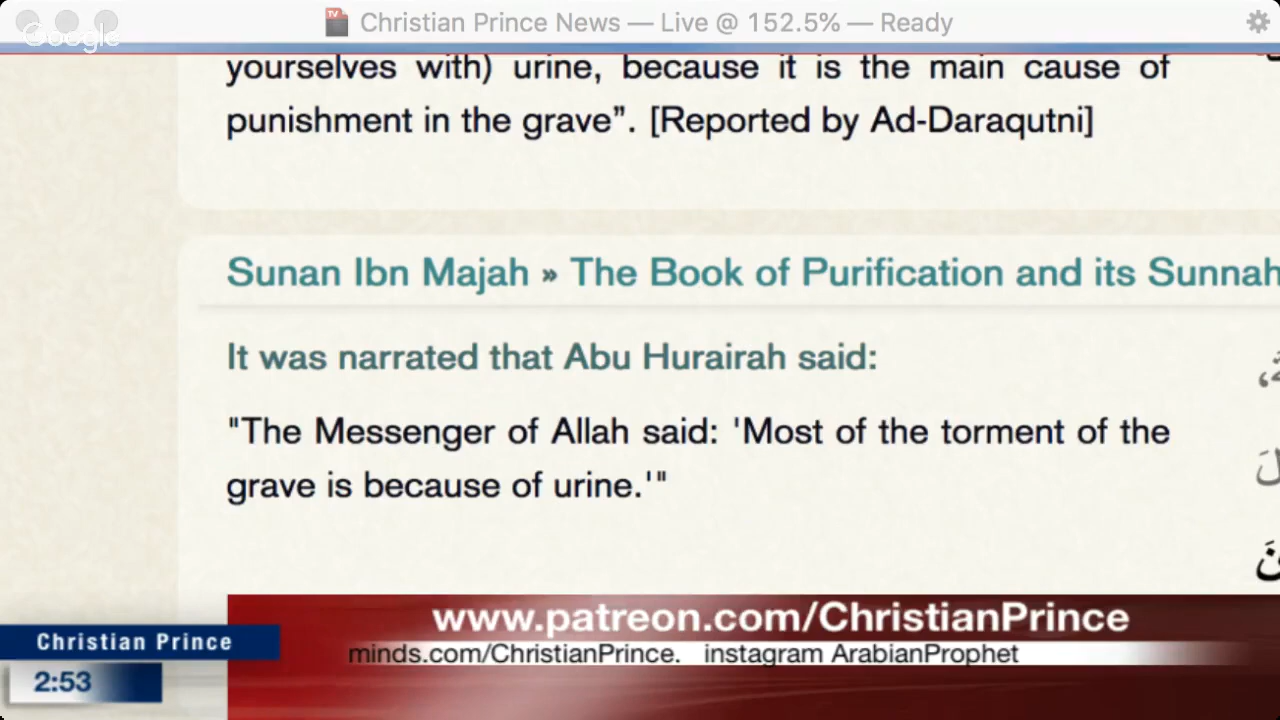 Christian Prince News — Live @ 152.5% — Ready
Google
yourselves with) urine, because it is the main cause of
punishment in the grave”. [Reported by Ad-Daraqutni]
Sunan Ibn Majah » The Book of Purification and its Sunnah
It was narrated that Abu Hurairah said:
"The Messenger of Allah said: 'Most of the torment of the
grave is because of urine.'"
www.patreon.com/ChristianPrince
Christian Prince
minds.com/ChristianPrince. instagram ArabianProphet
2:53